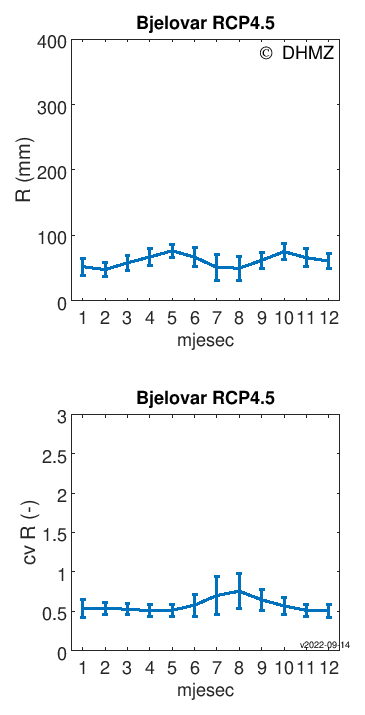 Bjelovar RCP4.5
© DHMZ
400
300
200
100
0
R (mm)
1 2 3 4 5 6 7 8 9 10 11 12
mjesec
Bjelovar RCP4.5
3
2.5
2
1.5
1
0.5
0
cv R (-)
v2022-09-14
1 2 3 4 5 6 7 8 9 10 11 12
mjesec